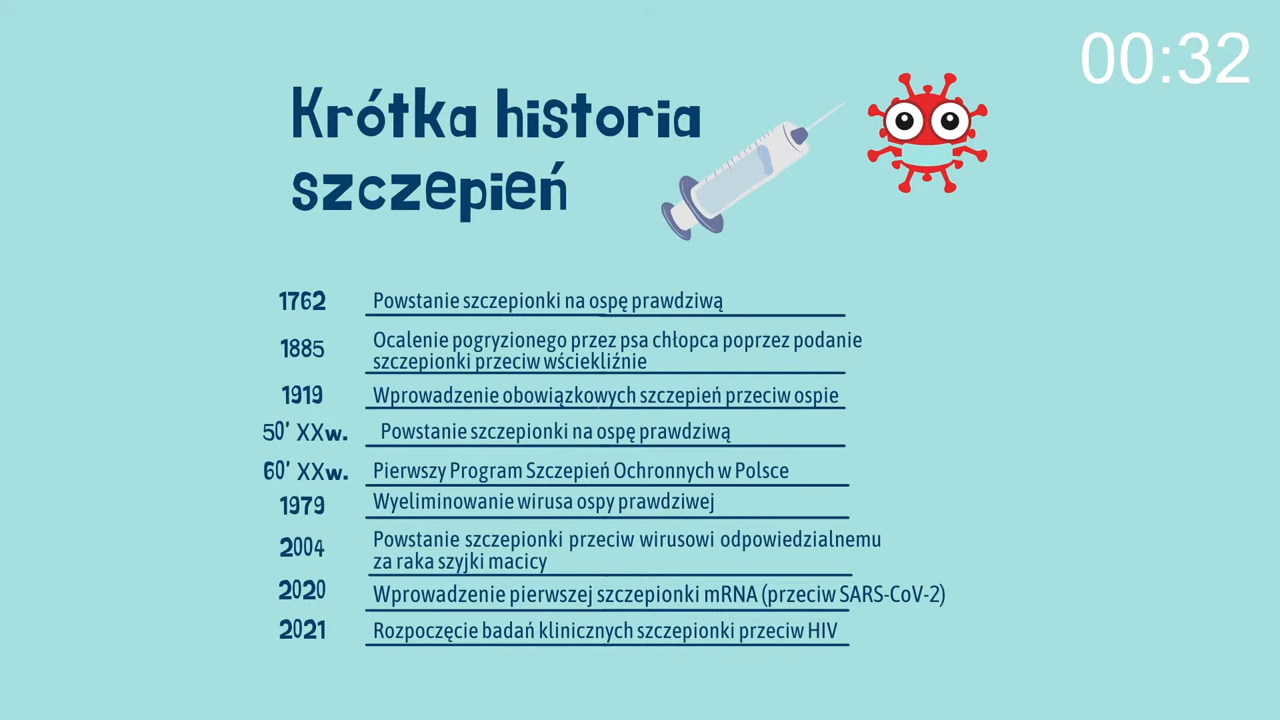 00:32
Krótka historia
szczepień
1762 Powstanie szczepionki na ospę prawdziwą
1885 Ocalenie pogryzionego przez psa chłopca poprzez podanie
szczepionki przeciw wściekliźnie
1919 Wprowadzenie obowiązkowych szczepień przeciw ospie
50' XXw. Powstanie szczepionki na ospę prawdziwą
60' XXw. Pierwszy Program Szczepień Ochronnych w Polsce
1979 Wyeliminowanie wirusa ospy prawdziwej
2004 Powstanie szczepionki przeciw wirusowi odpowiedzialnemu
za raka szyjki macicy
2020 Wprowadzenie pierwszej szczepionki mRNA (przeciw SARS-CoV-2)
2021 Rozpoczęcie badań klinicznych szczepionki przeciw HIV